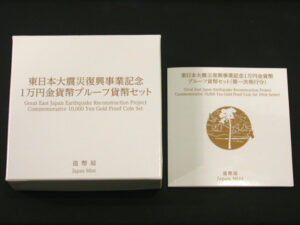 東日本大震災復興事業記念
1万円金貨幣プルーフ貨幣セット
Great East Japan Earthquake Reconstruction Project
Commemorative 10,000 Yen Gold Proof Coin Set
造幣局
Japan Mint
東日本大震災復興事業記念1万円金貨幣
プルーフ貨幣セット(第一次発行分)
Great East Japan Earthquake Reconstruction Project
Commemorative 10,000 Yen Gold Proof Coin Set
造幣局
Japan Mint